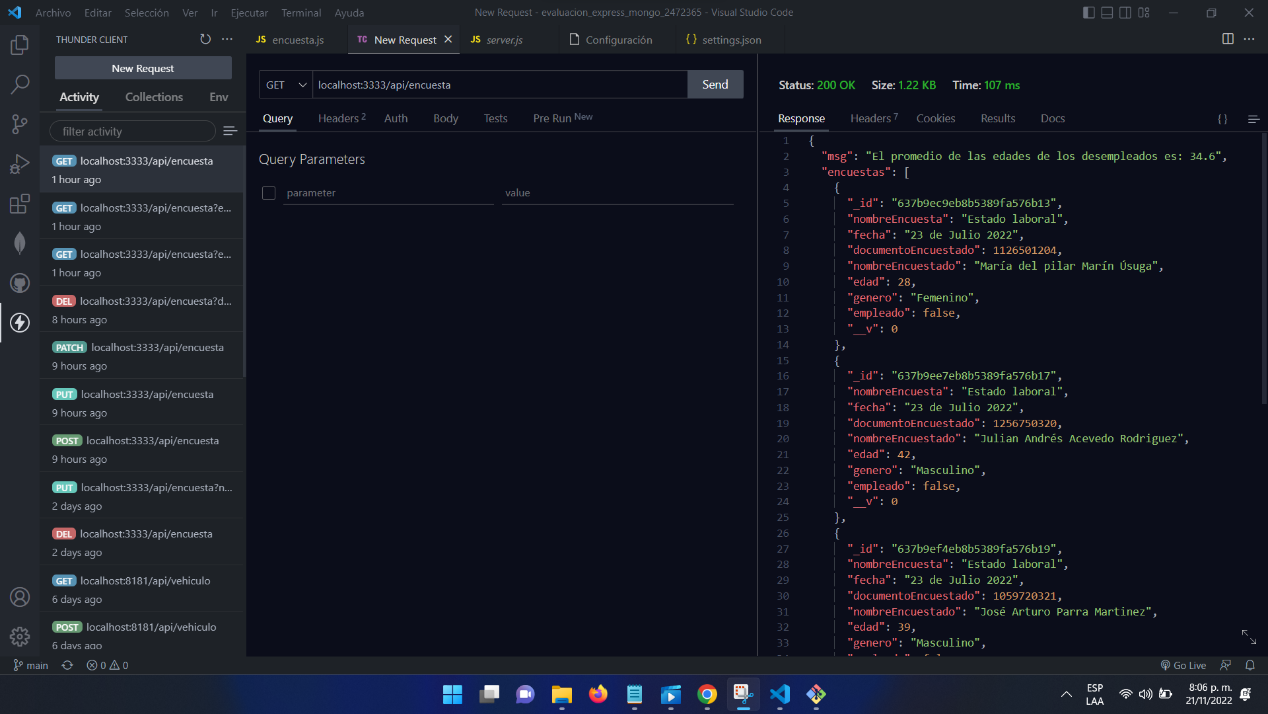 Archivo Editar Selección Ver Ir Ejecutar Terminal Ayuda
New Request - evaluacion_express_mongo_2472365 - Visual Studio Code
THUNDER CLIENT
New Request
Activity Collections Env
filter activity
GET localhost:3333/api/encuesta
1 hour ago
GET localhost:3333/api/encuesta?e...
1 hour ago
GET localhost:3333/api/encuesta?e...
1 hour ago
DEL localhost:3333/api/encuesta?d...
8 hours ago
PATCH localhost:3333/api/encuesta
9 hours ago
PUT localhost:3333/api/encuesta
9 hours ago
POST localhost:3333/api/encuesta
9 hours ago
PUT localhost:3333/api/encuesta?n...
2 days ago
DEL localhost:3333/api/encuesta
2 days ago
GET localhost:8181/api/vehiculo
6 days ago
POST localhost:8181/api/vehiculo
6 days ago
JS encuesta.js
TC New Request
JS server.js
Configuración
{ } settings.json
GET
localhost:3333/api/encuesta
Send
Query Headers 2 Auth Body Tests Pre Run New
Query Parameters
parameter value
Status: 200 OK Size: 1.22 KB Time: 107 ms
Response Headers 7 Cookies Results Docs { }
1 {
2 "msg": "El promedio de las edades de los desempleados es: 34.6",
3 "encuestas": [
4 {
5 "_id": "637b9ec9eb8b5389fa576b13",
6 "nombreEncuesta": "Estado laboral",
7 "fecha": "23 de Julio 2022",
8 "documentoEncuestado": 1126501204,
9 "nombreEncuestado": "María del pilar Marín Úsuga",
10 "edad": 28,
11 "genero": "Femenino",
12 "empleado": false,
13 "__v": 0
14 },
15 {
16 "_id": "637b9ee7eb8b5389fa576b17",
17 "nombreEncuesta": "Estado laboral",
18 "fecha": "23 de Julio 2022",
19 "documentoEncuestado": 1256750320,
20 "nombreEncuestado": "Julian Andrés Acevedo Rodriguez",
21 "edad": 42,
22 "genero": "Masculino",
23 "empleado": false,
24 "__v": 0
25 },
26 {
27 "_id": "637b9ef4eb8b5389fa576b19",
28 "nombreEncuesta": "Estado laboral",
29 "fecha": "23 de Julio 2022",
30 "documentoEncuestado": 1059720321,
31 "nombreEncuestado": "José Arturo Parra Martinez",
32 "edad": 39,
33 "genero": "Masculino",
main 0 0
Go Live
ESP
LAA
8:06 p. m.
21/11/2022